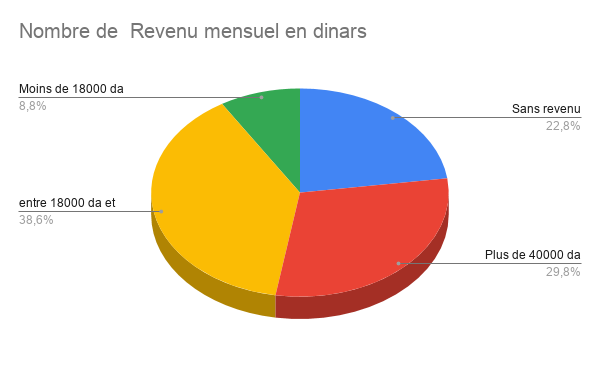 Nombre de  Revenu mensuel en dinars
Moins de 18000 da
8,8%
Sans revenu
22,8%
entre 18000 da et
38,6%
Plus de 40000 da
29,8%